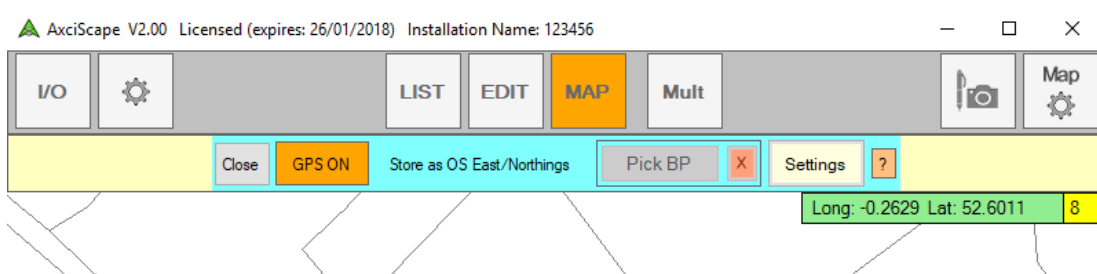 AxciScape V2.00 Licensed (expires: 26/01/2018) Installation Name: 123456
I/O LIST EDIT MAP Mult Map
Close GPS ON Store as OS East/Northings Pick BP X Settings ?
Long: -0.2629 Lat: 52.6011 8